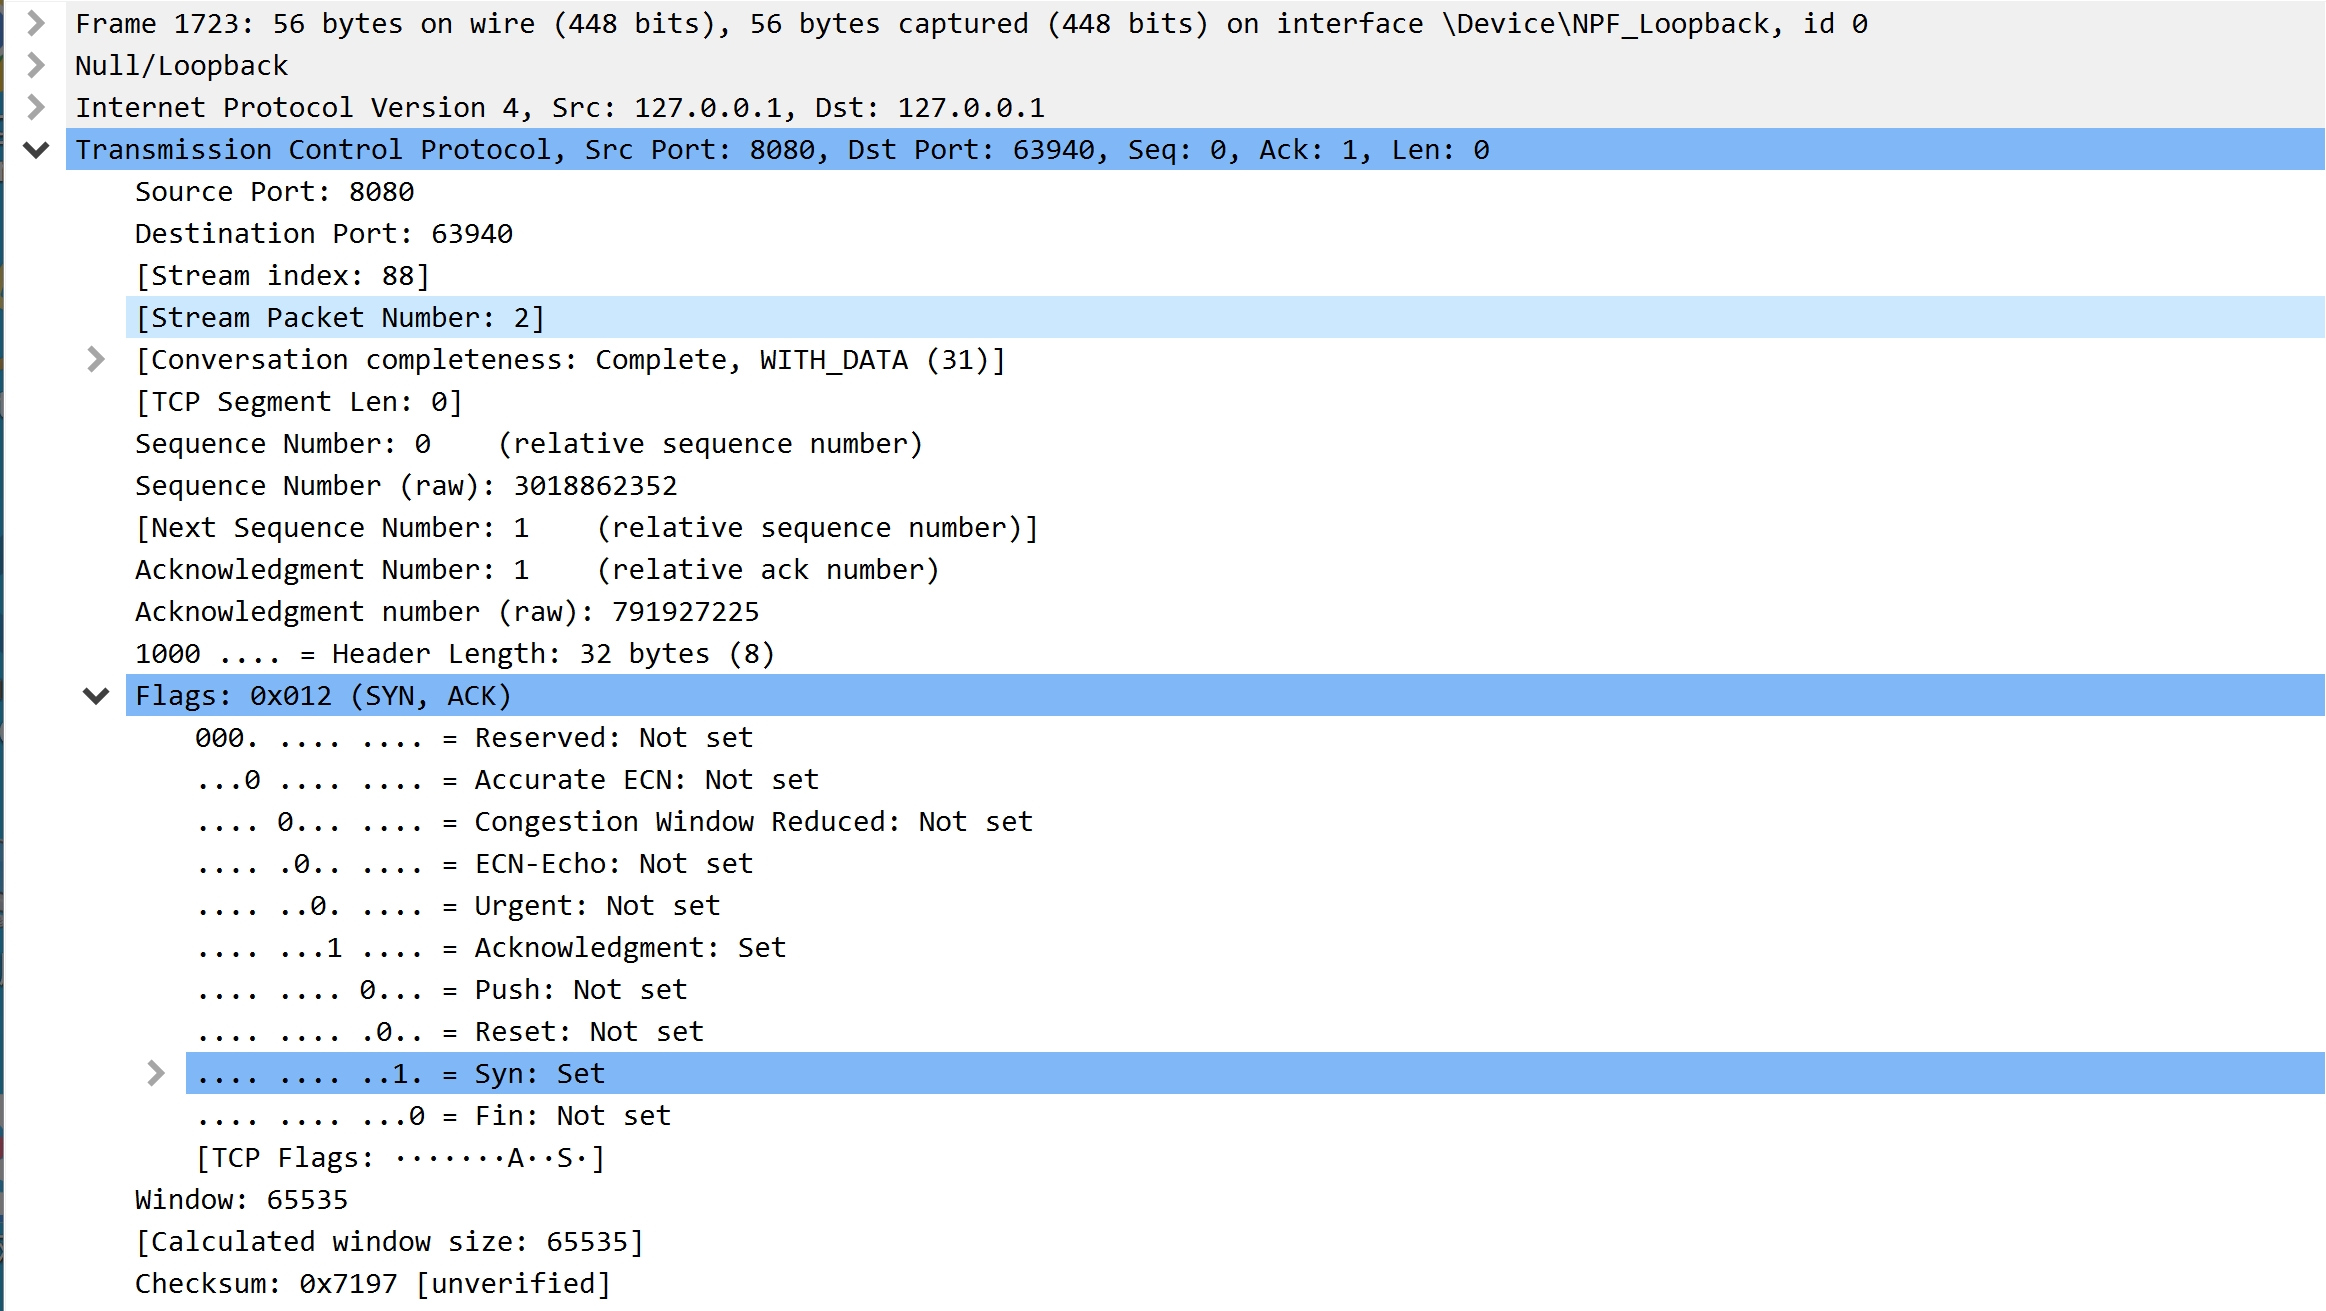 Frame 1723: 56 bytes on wire (448 bits), 56 bytes captured (448 bits) on interface \Device\NPF_Loopback, id 0
Null/Loopback
Internet Protocol Version 4, Src: 127.0.0.1, Dst: 127.0.0.1
Transmission Control Protocol, Src Port: 8080, Dst Port: 63940, Seq: 0, Ack: 1, Len: 0
Source Port: 8080
Destination Port: 63940
[Stream index: 88]
[Stream Packet Number: 2]
[Conversation completeness: Complete, WITH_DATA (31)]
[TCP Segment Len: 0]
Sequence Number: 0    (relative sequence number)
Sequence Number (raw): 3018862352
[Next Sequence Number: 1    (relative sequence number)]
Acknowledgment Number: 1    (relative ack number)
Acknowledgment number (raw): 791927225
1000 .... = Header Length: 32 bytes (8)
Flags: 0x012 (SYN, ACK)
000. .... .... = Reserved: Not set
...0 .... .... = Accurate ECN: Not set
.... 0... .... = Congestion Window Reduced: Not set
.... .0.. .... = ECN-Echo: Not set
.... ..0. .... = Urgent: Not set
.... ...1 .... = Acknowledgment: Set
.... .... 0... = Push: Not set
.... .... .0.. = Reset: Not set
.... .... ..1. = Syn: Set
.... .... ...0 = Fin: Not set
[TCP Flags: ·······A··S·]
Window: 65535
[Calculated window size: 65535]
Checksum: 0x7197 [unverified]